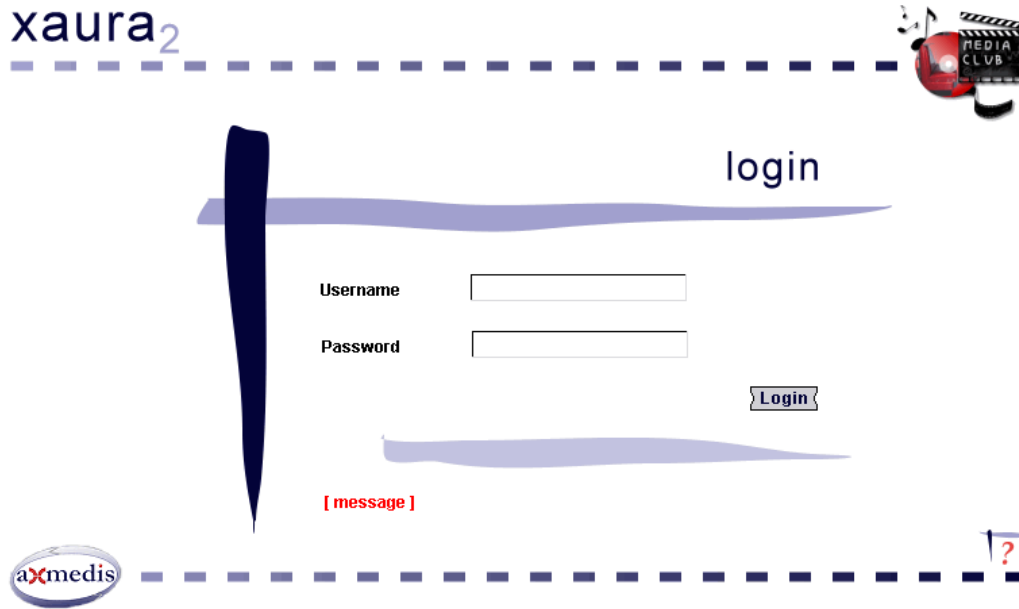 xaura2
MEDIA
CLUB
login
Username
Password
Login
[ message ]
axmedis
?